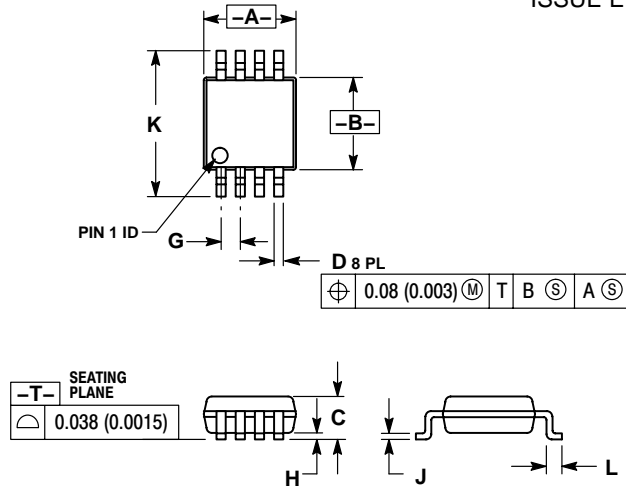 ISSUE E
–A–
K
–B–
PIN 1 ID
G
D 8 PL
⌖ 0.08 (0.003) Ⓜ T B Ⓢ A Ⓢ
–T– SEATING
PLANE
⌓ 0.038 (0.0015)
C
H
J
L